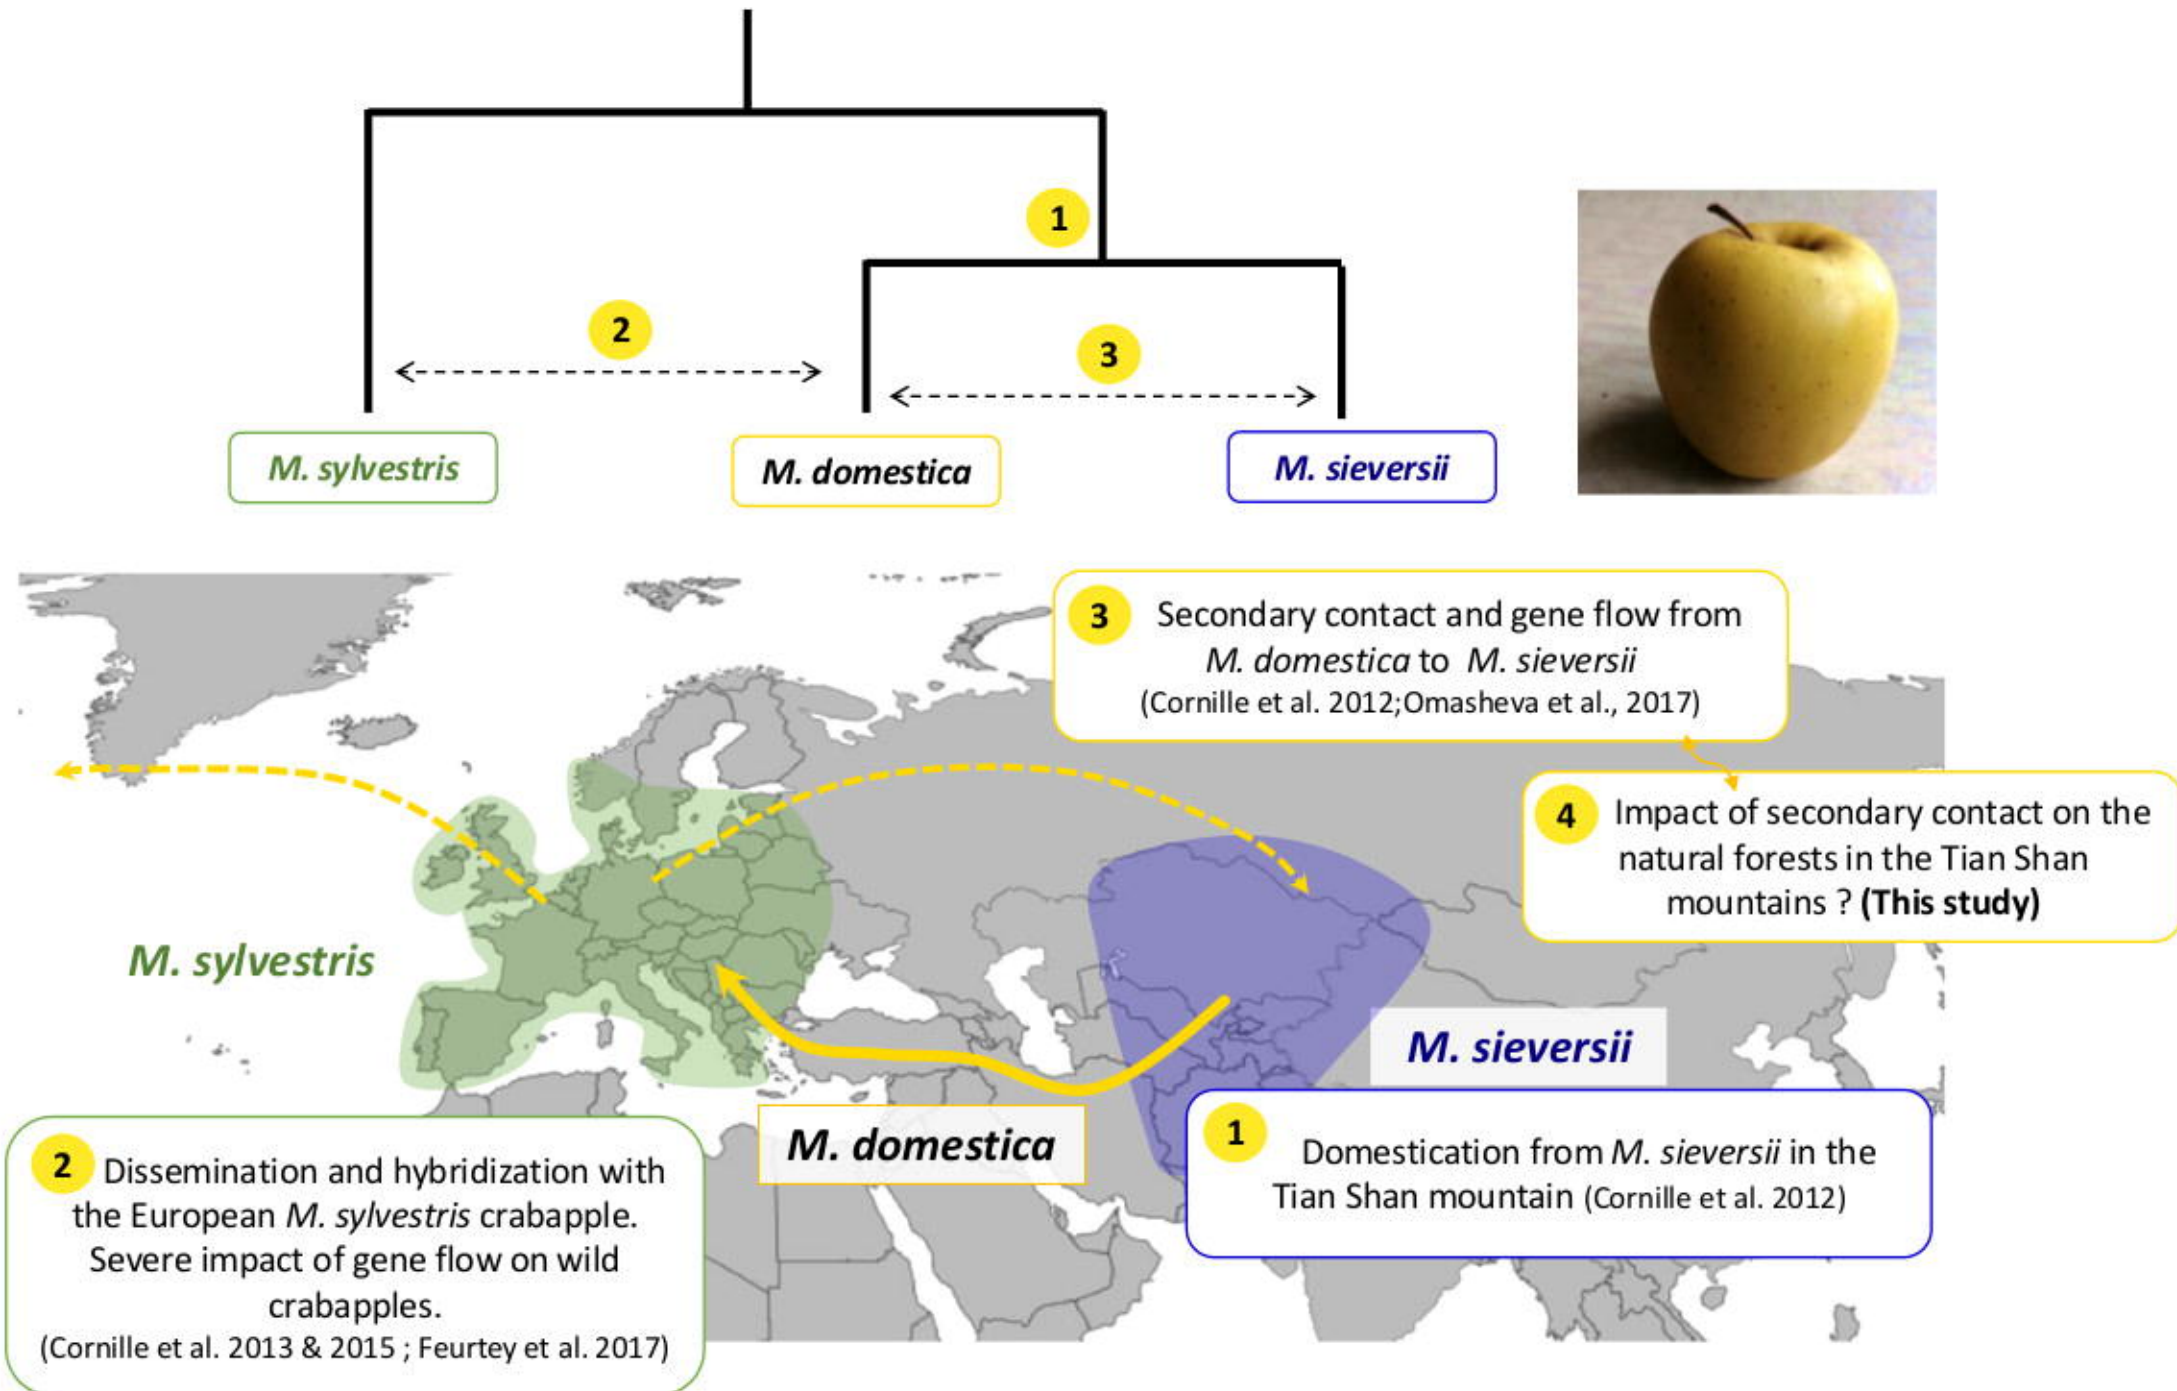 1
2
3
M. sylvestris
M. domestica
M. sieversii
3
Secondary contact and gene flow from
M. domestica to M. sieversii
(Cornille et al. 2012;Omasheva et al., 2017)
4
Impact of secondary contact on the
natural forests in the Tian Shan
mountains ? (This study)
M. sylvestris
M. sieversii
M. domestica
1
Domestication from M. sieversii in the
Tian Shan mountain (Cornille et al. 2012)
2
Dissemination and hybridization with
the European M. sylvestris crabapple.
Severe impact of gene flow on wild
crabapples.
(Cornille et al. 2013 & 2015 ; Feurtey et al. 2017)